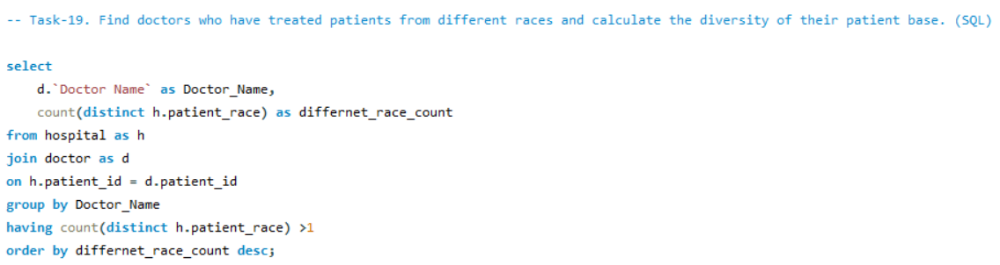 -- Task-19. Find doctors who have treated patients from different races and calculate the diversity of their patient base. (SQL)
select
d.`Doctor Name` as Doctor_Name,
count(distinct h.patient_race) as differnet_race_count
from hospital as h
join doctor as d
on h.patient_id = d.patient_id
group by Doctor_Name
having count(distinct h.patient_race) >1
order by differnet_race_count desc;